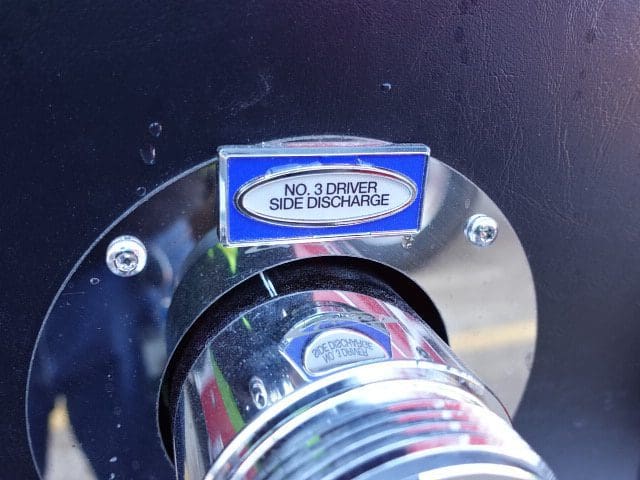 NO. 3 DRIVER
SIDE DISCHARGE